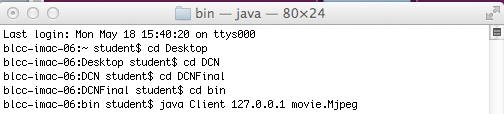 bin — java — 80×24
Last login: Mon May 18 15:40:20 on ttys000
blcc-imac-06:~ student$ cd Desktop
blcc-imac-06:Desktop student$ cd DCN
blcc-imac-06:DCN student$ cd DCNFinal
blcc-imac-06:DCNFinal student$ cd bin
blcc-imac-06:bin student$ java Client 127.0.0.1 movie.Mjpeg